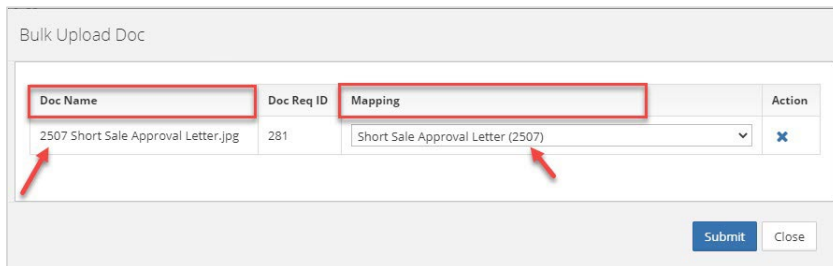 Bulk Upload Doc
Doc Name Doc Req ID Mapping Action
2507 Short Sale Approval Letter.jpg 281 Short Sale Approval Letter (2507)
Submit Close